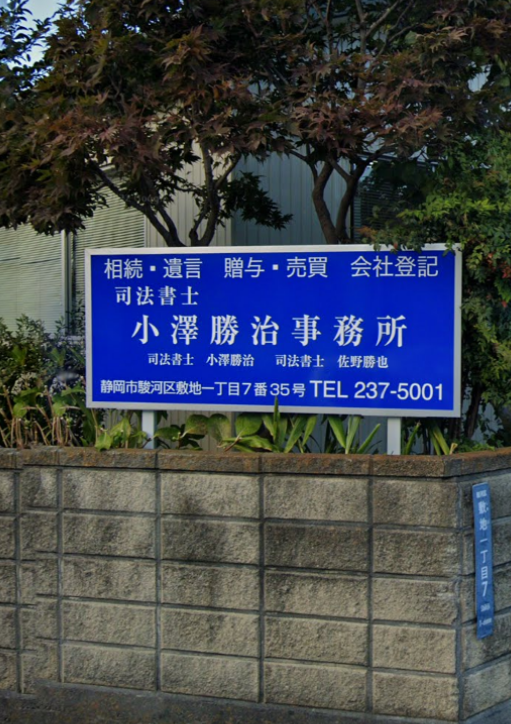 相続・遺言　贈与・売買　会社登記
司法書士
小澤勝治事務所
司法書士　小澤勝治　　司法書士　佐野勝也
静岡市駿河区敷地一丁目7番35号 TEL 237-5001
敷地一丁目7